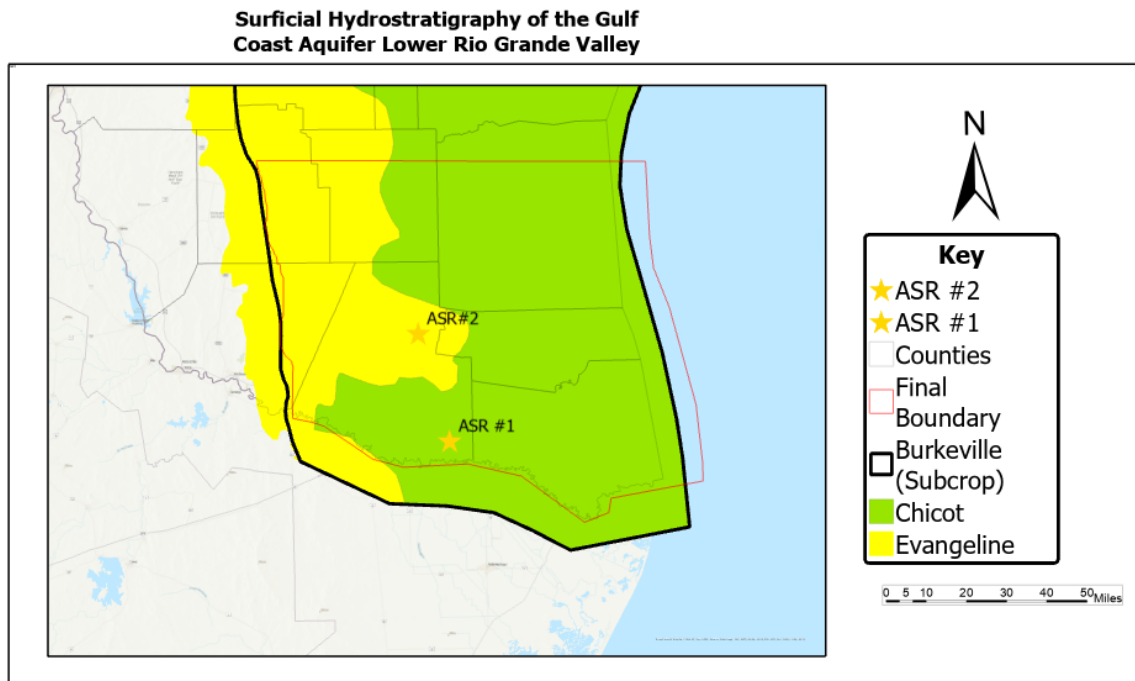 Surficial Hydrostratigraphy of the Gulf
Coast Aquifer Lower Rio Grande Valley
N
ASR#2
ASR #1
Key
ASR #2
ASR #1
Counties
Final
Boundary
Burkeville
(Subcrop)
Chicot
Evangeline
0 5 10 20 30 40 50
Miles